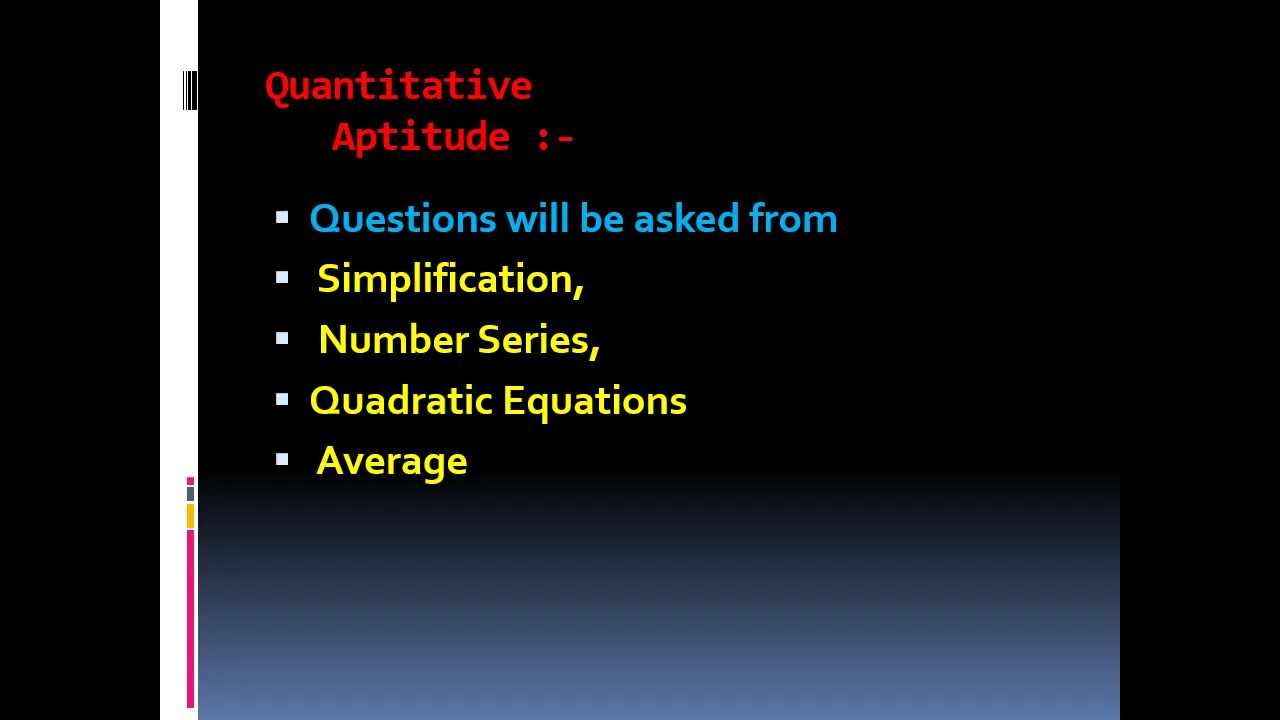 Quantitative
Aptitude :-
Questions will be asked from
Simplification,
Number Series,
Quadratic Equations
Average